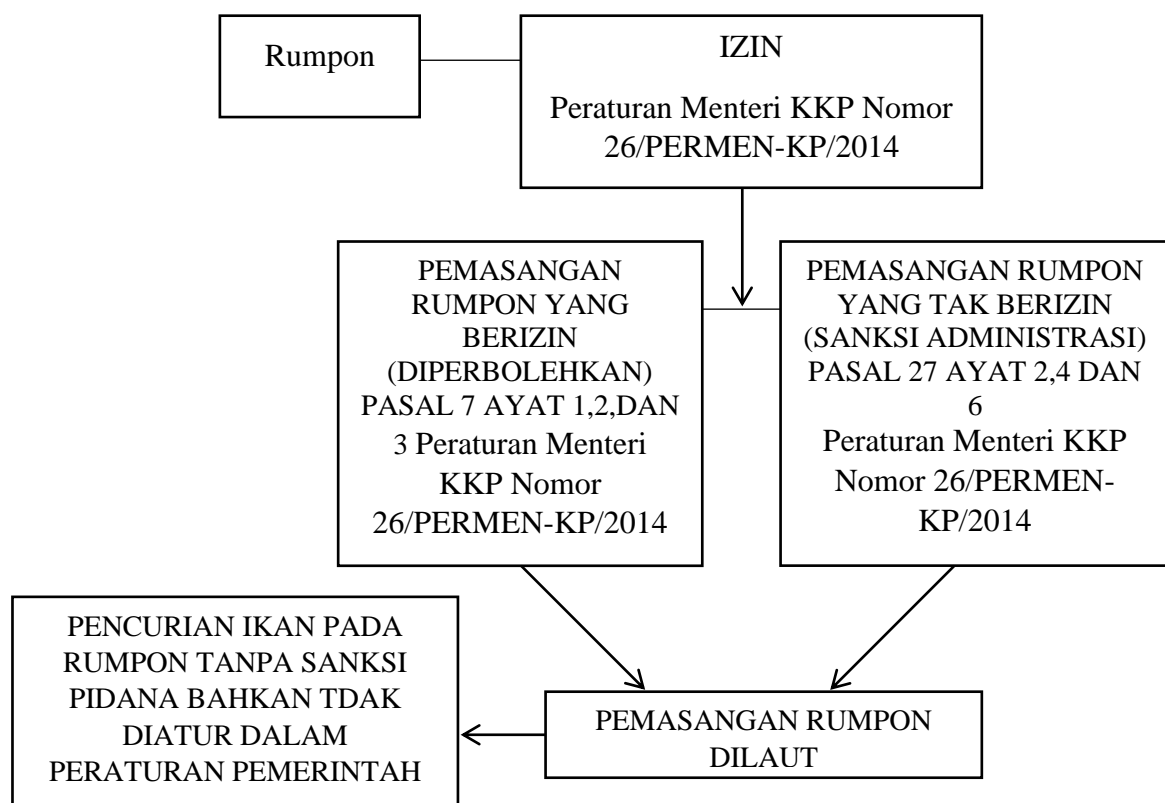 Rumpon
IZIN
Peraturan Menteri KKP Nomor
26/PERMEN-KP/2014
PEMASANGAN
RUMPON YANG
BERIZIN
(DIPERBOLEHKAN)
PASAL 7 AYAT 1,2,DAN
3 Peraturan Menteri
KKP Nomor
26/PERMEN-KP/2014
PEMASANGAN RUMPON
YANG TAK BERIZIN
(SANKSI ADMINISTRASI)
PASAL 27 AYAT 2,4 DAN
6
Peraturan Menteri KKP
Nomor 26/PERMEN-
KP/2014
PENCURIAN IKAN PADA
RUMPON TANPA SANKSI
PIDANA BAHKAN TDAK
DIATUR DALAM
PERATURAN PEMERINTAH
PEMASANGAN RUMPON
DILAUT